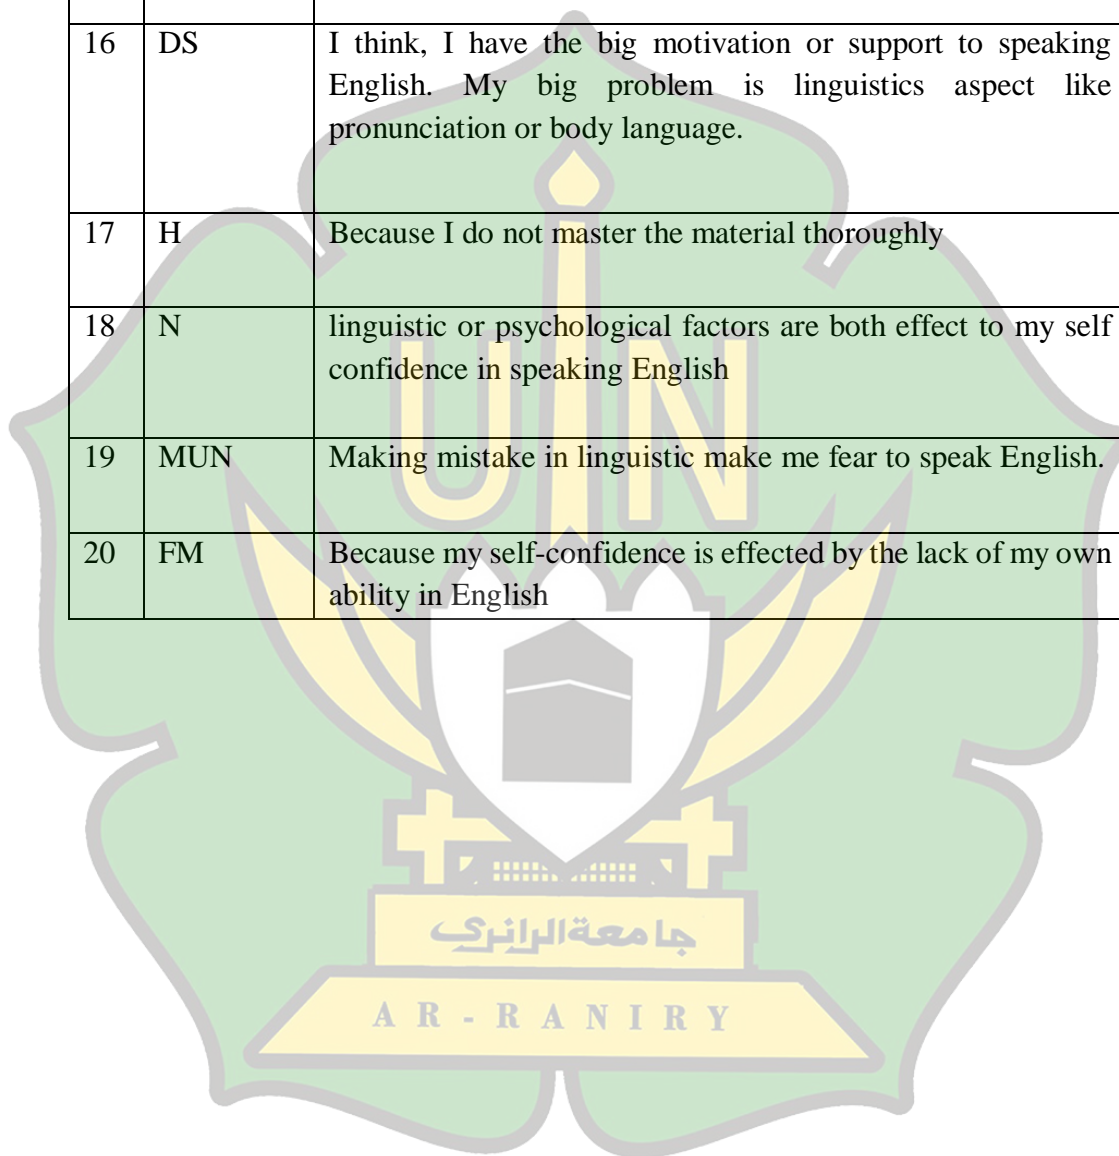 16 DS I think, I have the big motivation or support to speaking
English. My big problem is linguistics aspect like
pronunciation or body language.
17 H Because I do not master the material thoroughly
18 N linguistic or psychological factors are both effect to my self
confidence in speaking English
19 MUN Making mistake in linguistic make me fear to speak English.
20 FM Because my self-confidence is effected by the lack of my own
ability in English
UIN
جامعة الرانري
AR-RANIRY